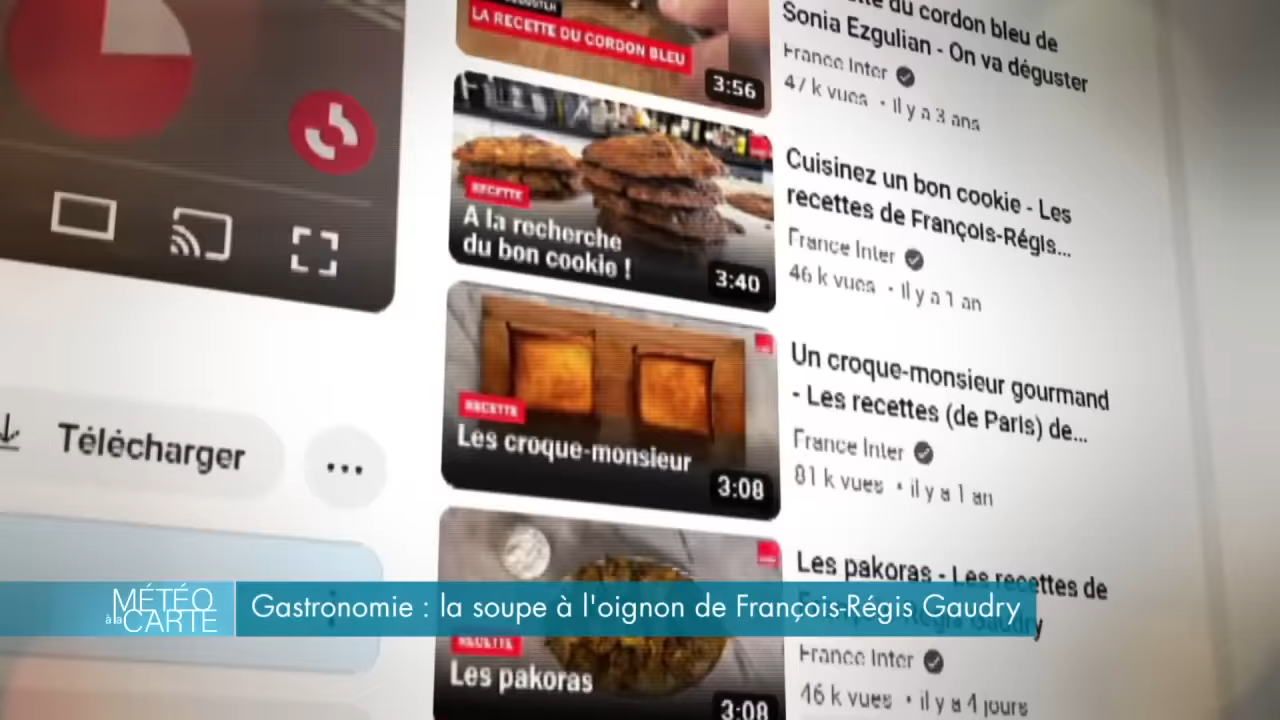 LA RECETTE DU CORDON BLEU
3:56
du cordon bleu de
Sonia Ezgulian - On va déguster
France Inter
47 k vues • il y a 3 ans
RECETTE
À la recherche
du bon cookie !
3:40
Cuisinez un bon cookie - Les
recettes de François-Régis...
France Inter
46 k vues • il y a 1 an
RECETTE
Les croque-monsieur
3:08
Un croque-monsieur gourmand
- Les recettes (de Paris) de...
France Inter
81 k vues • il y a 1 an
Télécharger
...
RECETTE
Les pakoras
3:08
Les pakoras - Les recettes de
François-Régis Gaudry
France Inter
46 k vues • il y a 4 jours
MÉTÉO
à la CARTE
Gastronomie : la soupe à l'oignon de François-Régis Gaudry